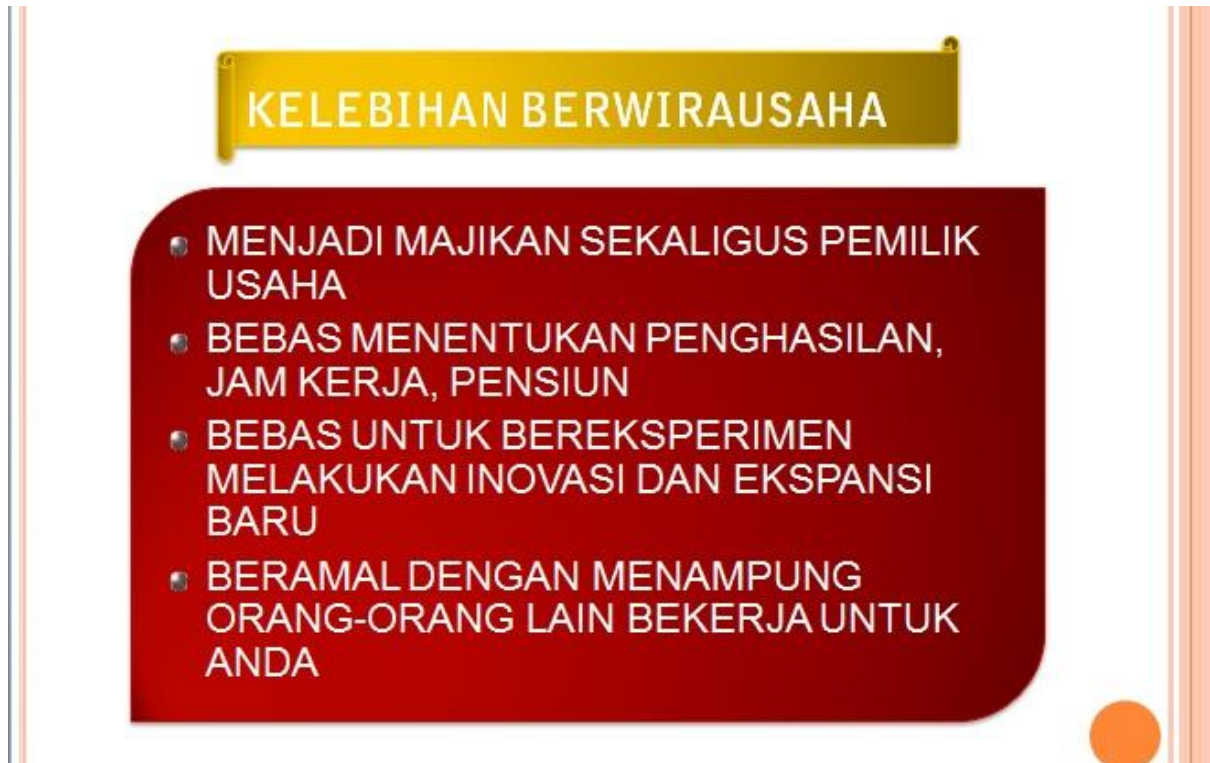 KELEBIHAN BERWIRAUSAHA
MENJADI MAJIKAN SEKALIGUS PEMILIK
USAHA
BEBAS MENENTUKAN PENGHASILAN,
JAM KERJA, PENSIUN
BEBAS UNTUK BEREKSPERIMEN
MELAKUKAN INOVASI DAN EKSPANSI
BARU
BERAMAL DENGAN MENAMPUNG
ORANG-ORANG LAIN BEKERJA UNTUK
ANDA